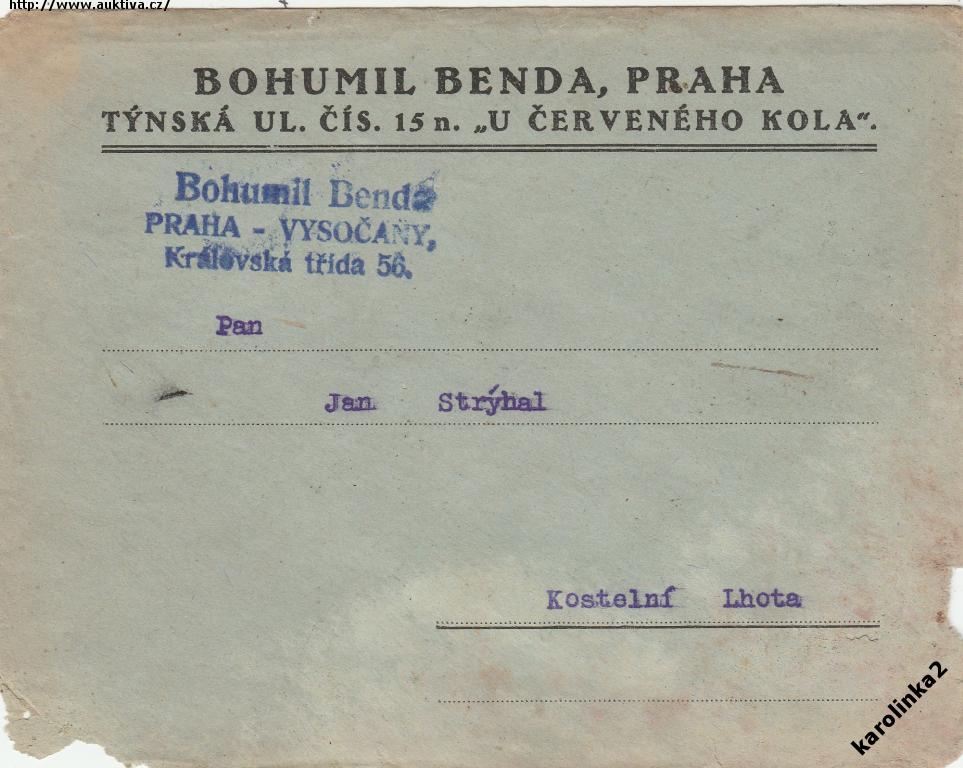 http://www.auktiva.cz/
BOHUMIL BENDA, PRAHA
TÝNSKÁ UL. ČÍS. 15 n. „U ČERVENÉHO KOLA“.
Bohumil Benda
PRAHA - VYSOČANY,
Královská třída 56.
Pan
Jan Strýhal
Kostelní Lhota
karolinka2